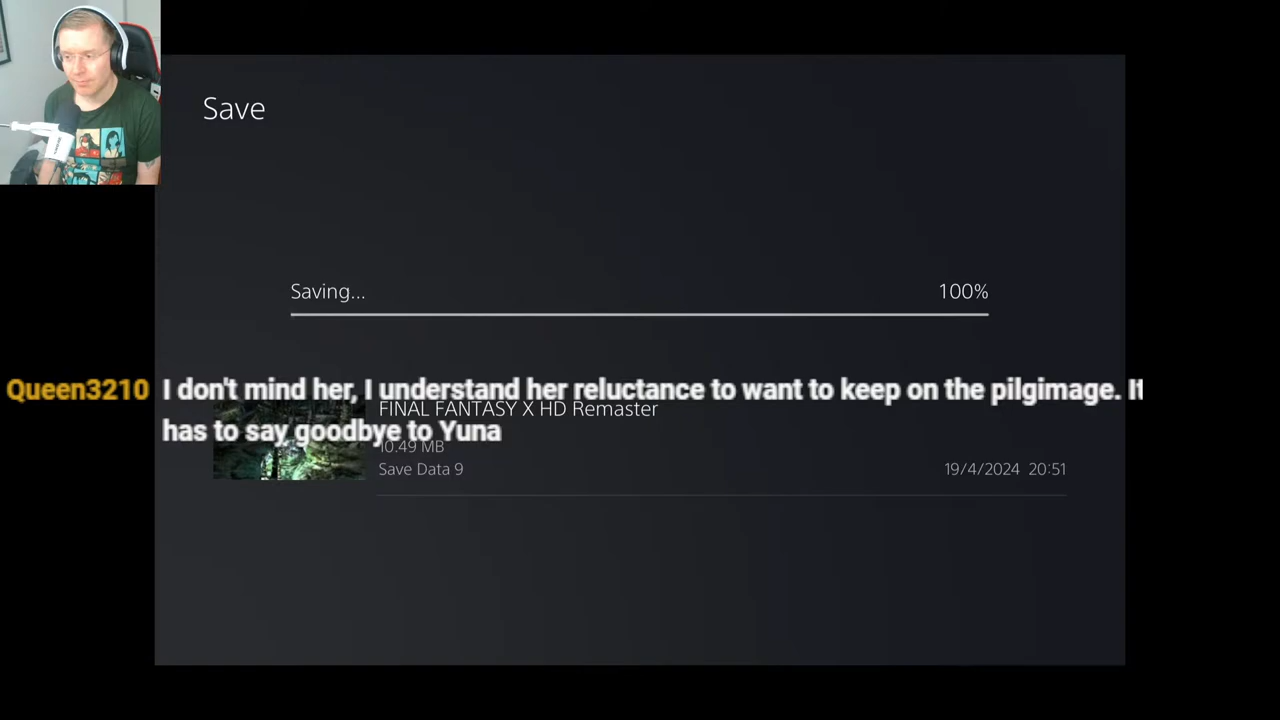 Save
Saving... 100%
Queen3210 I don't mind her, I understand her reluctance to want to keep on the pilgimage. It
FINAL FANTASY X HD Remaster
has to say goodbye to Yuna
10.49 MB
Save Data 9 19/4/2024 20:51